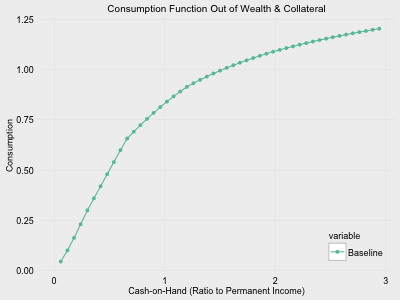 Consumption Function Out of Wealth & Collateral
1.25
1.00
0.75
0.50
0.25
0.00
Consumption
0
1
2
3
Cash-on-Hand (Ratio to Permanent Income)
variable
Baseline